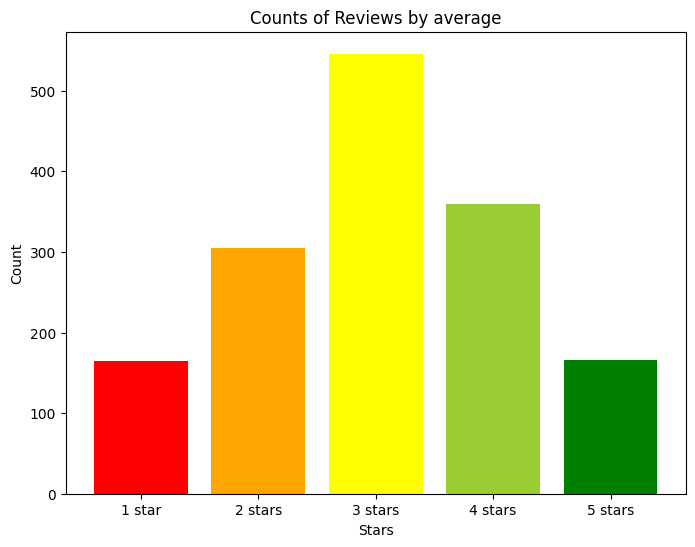 Counts of Reviews by average
Count
500
400
300
200
100
0
1 star
2 stars
3 stars
4 stars
5 stars
Stars